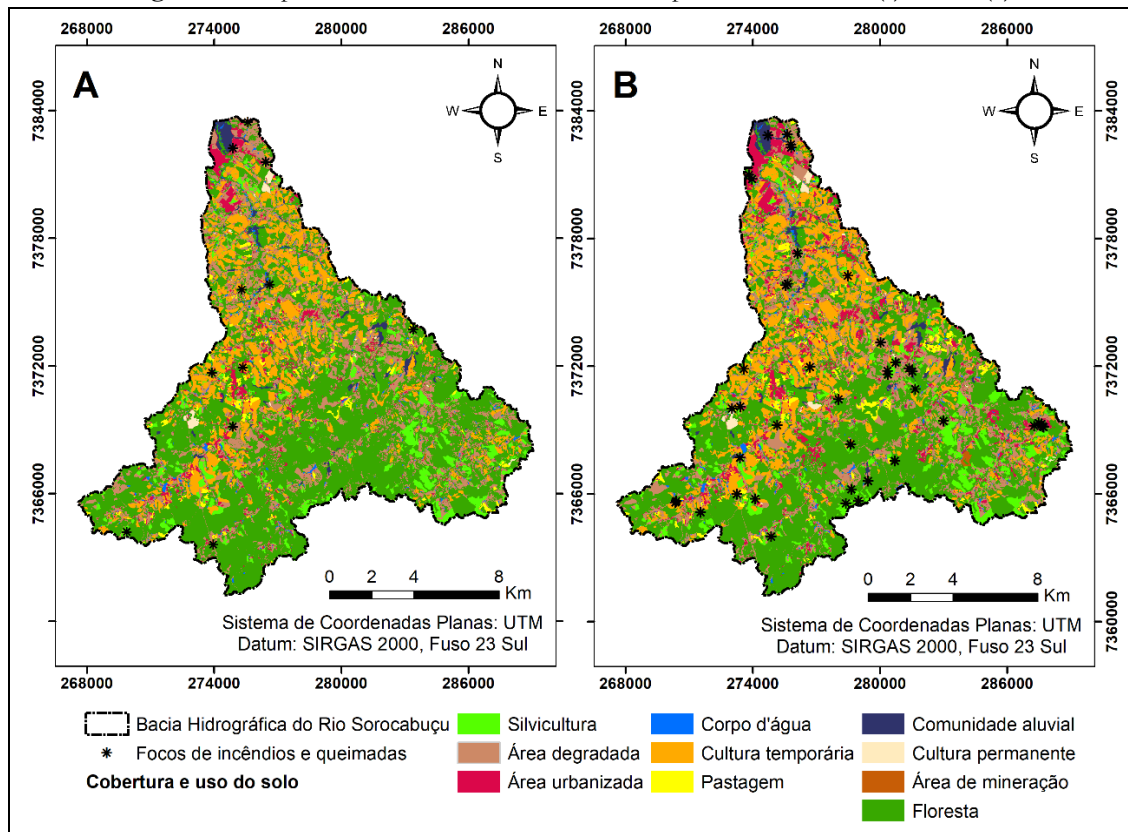 268000 274000 280000 286000
A
N
W E
S
7384000
7378000
7372000
7366000
0 2 4 8
Km
Sistema de Coordenadas Planas: UTM
Datum: SIRGAS 2000, Fuso 23 Sul
268000 274000 280000 286000
268000 274000 280000 286000
B
N
W E
S
7384000
7378000
7372000
7366000
7360000
0 2 4 8
Km
Sistema de Coordenadas Planas: UTM
Datum: SIRGAS 2000, Fuso 23 Sul
268000 274000 280000 286000
Bacia Hidrográfica do Rio Sorocabuçu
Focos de incêndios e queimadas
Cobertura e uso do solo
Silvicultura
Área degradada
Área urbanizada
Corpo d'água
Cultura temporária
Pastagem
Comunidade aluvial
Cultura permanente
Área de mineração
Floresta